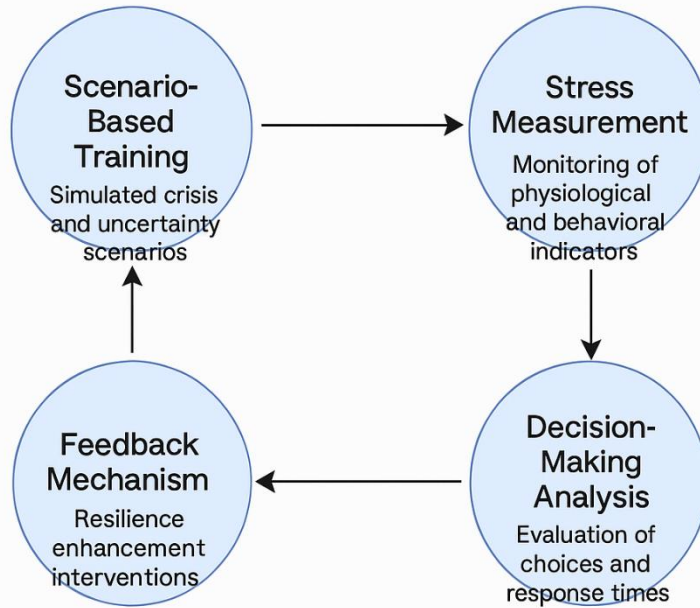 Scenario-
Based
Training
Simulated crisis
and uncertainty
scenarios
Stress
Measurement
Monitoring of
physiological
and behavioral
indicators
Decision-
Making
Analysis
Evaluation of
choices and
response times
Feedback
Mechanism
Resilience
enhancement
interventions